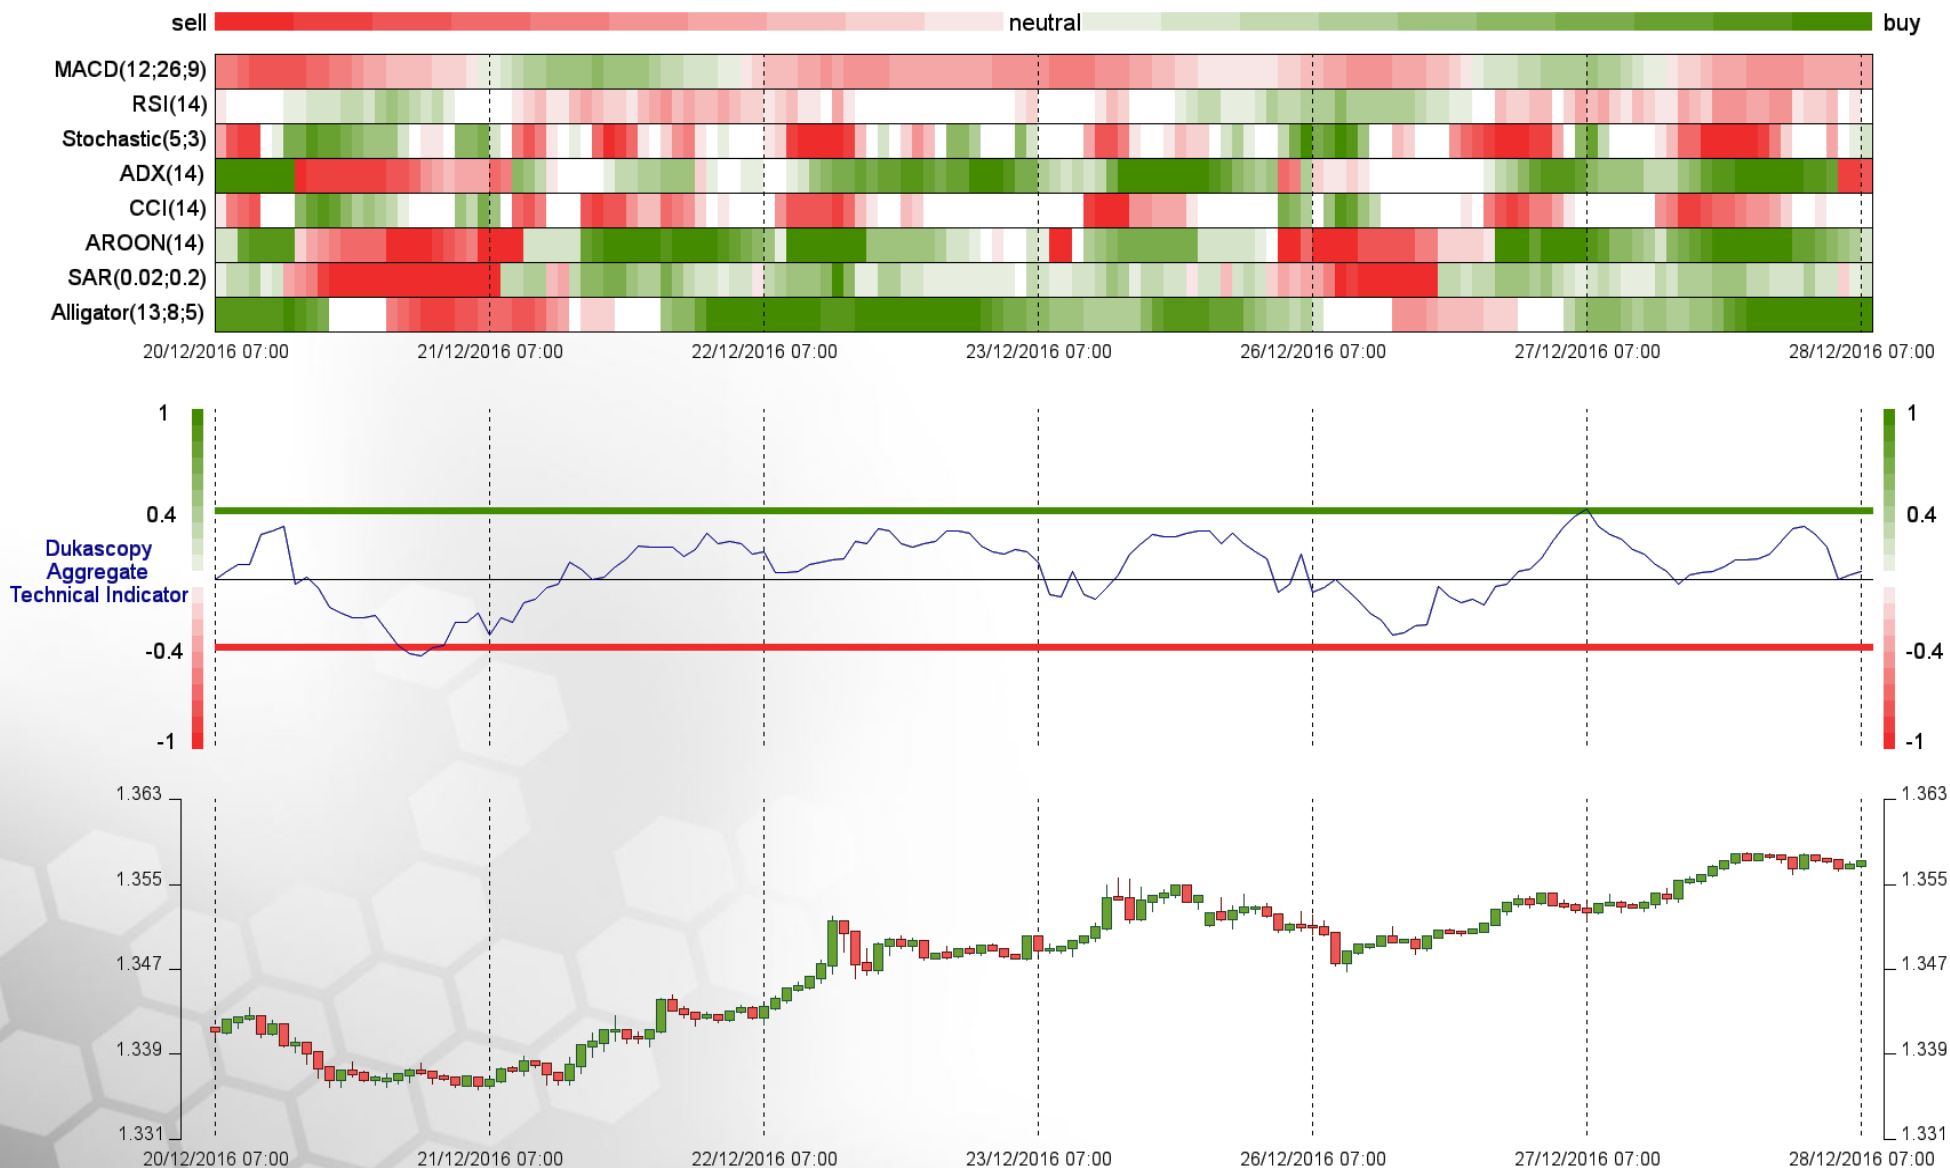 sell neutral buy
MACD(12;26;9)
RSI(14)
Stochastic(5;3)
ADX(14)
CCI(14)
AROON(14)
SAR(0.02;0.2)
Alligator(13;8;5)
20/12/2016 07:00 21/12/2016 07:00 22/12/2016 07:00 23/12/2016 07:00 26/12/2016 07:00 27/12/2016 07:00 28/12/2016 07:00
1 1
0.4 0.4
Dukascopy
Aggregate
Technical Indicator
-0.4 -0.4
-1 -1
1.363 1.363
1.355 1.355
1.347 1.347
1.339 1.339
1.331 1.331
20/12/2016 07:00 21/12/2016 07:00 22/12/2016 07:00 23/12/2016 07:00 26/12/2016 07:00 27/12/2016 07:00 28/12/2016 07:00